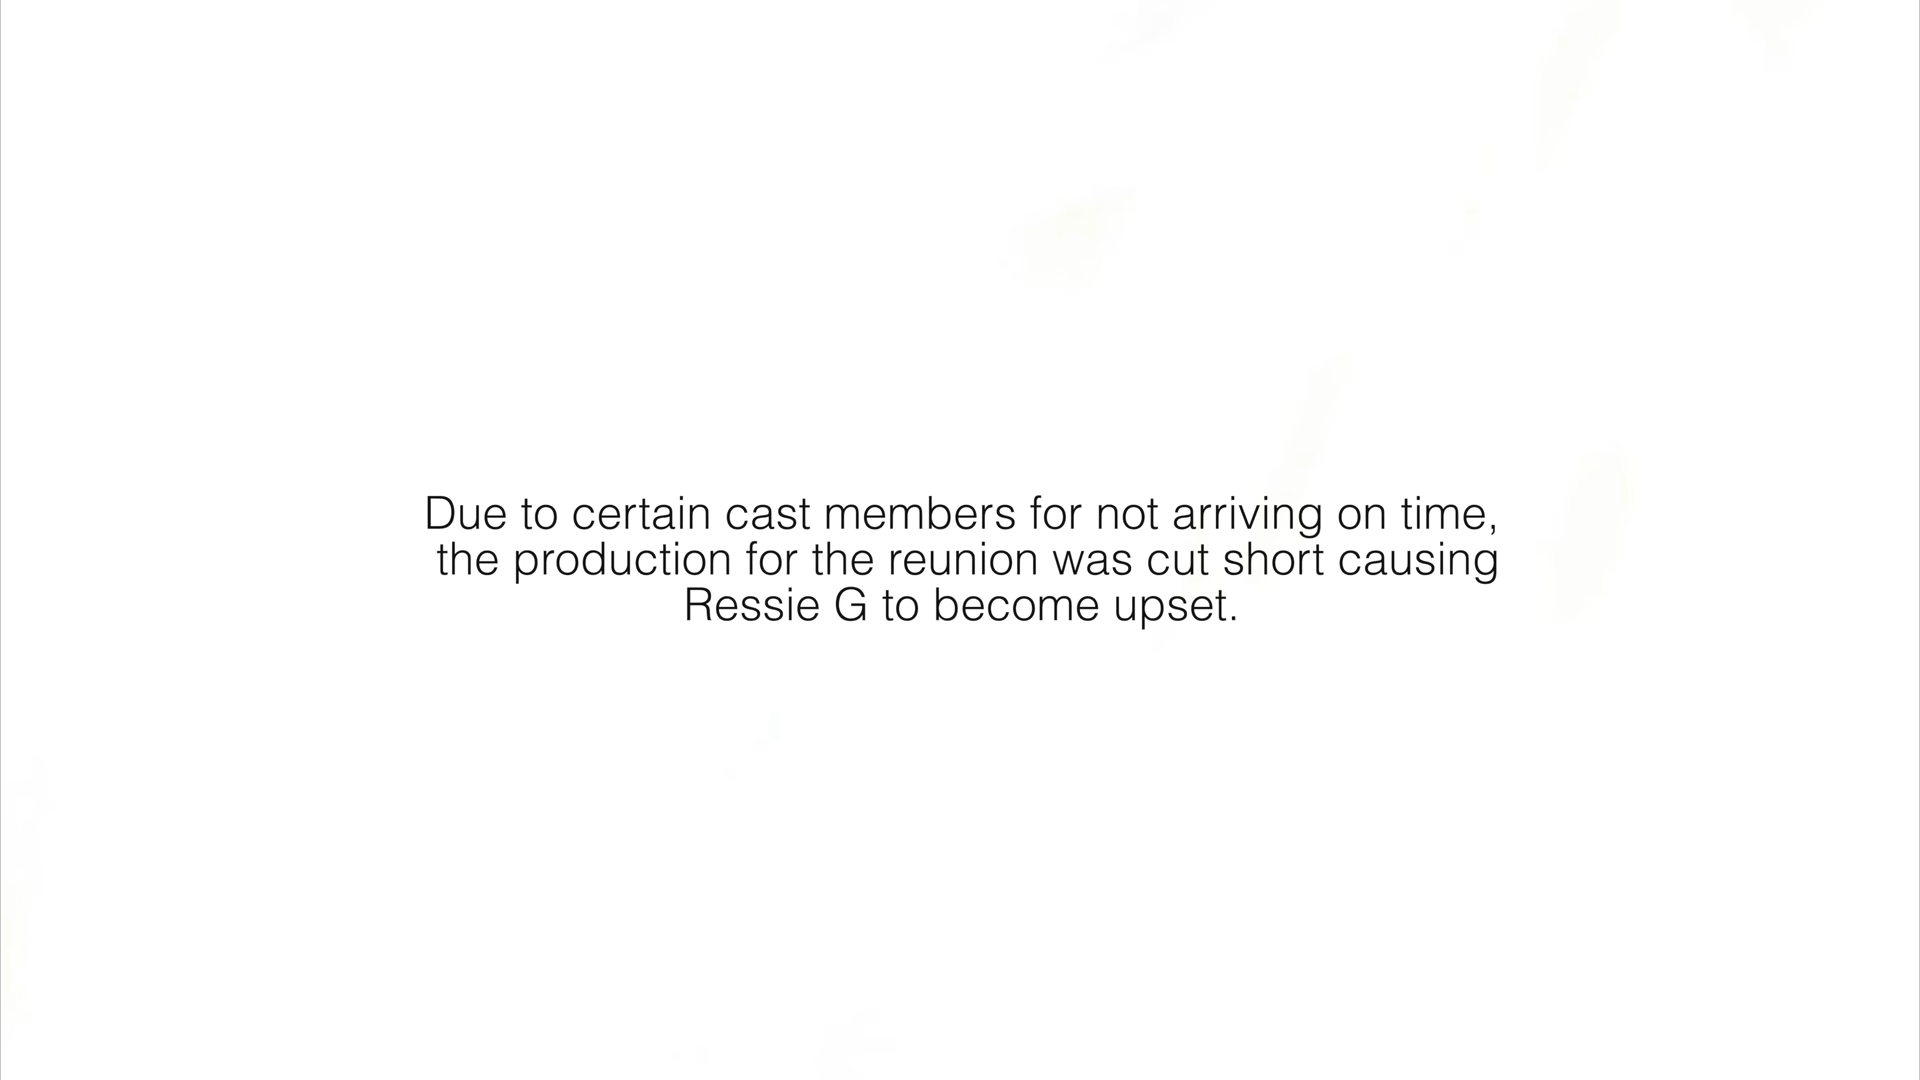 Due to certain cast members for not arriving on time,
the production for the reunion was cut short causing
Ressie G to become upset.